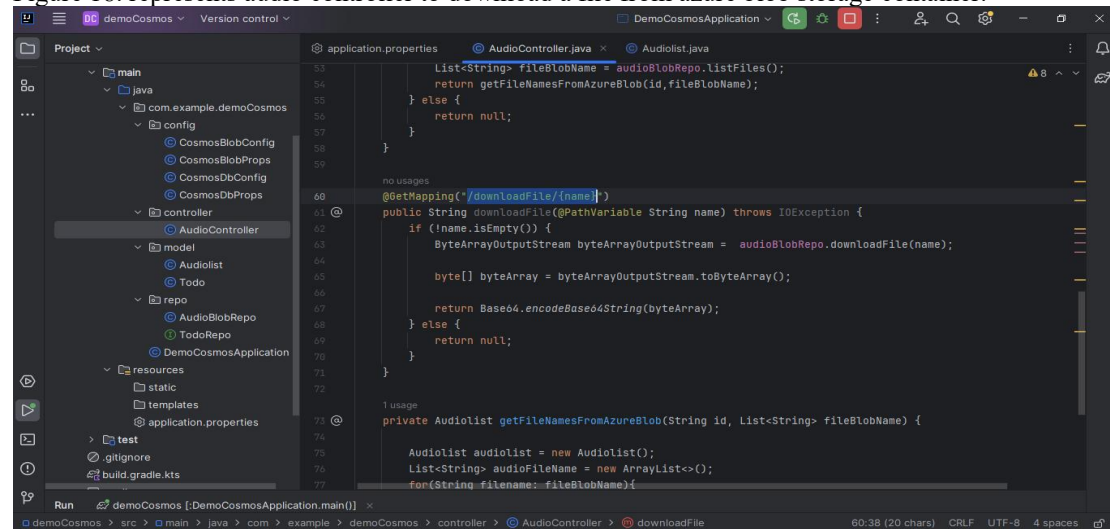 DC demoCosmos Version control
DemoCosmosApplication
Project
application.properties AudioController.java Audiolist.java
main
java
com.example.demoCosmos
config
CosmosBlobConfig
CosmosBlobProps
CosmosDbConfig
CosmosDbProps
controller
AudioController
model
Audiolist
Todo
repo
AudioBlobRepo
TodoRepo
DemoCosmosApplication
resources
static
templates
application.properties
test
.gitignore
build.gradle.kts
8
53 List<String> fileBlobName = audioBlobRepo.listFiles();
54 return getFileNamesFromAzureBlob(id,fileBlobName);
55 } else {
56 return null;
57 }
58 }
59
no usages
60 @GetMapping("/downloadFile/{name}")
61 @ public String downloadFile(@PathVariable String name) throws IOException {
62 if (!name.isEmpty()) {
63 ByteArrayOutputStream byteArrayOutputStream = audioBlobRepo.downloadFile(name);
64
65 byte[] byteArray = byteArrayOutputStream.toByteArray();
66
67 return Base64.encodeBase64String(byteArray);
68 } else {
69 return null;
70 }
71 }
72
1 usage
73 @ private Audiolist getFileNamesFromAzureBlob(String id, List<String> fileBlobName) {
74
75 Audiolist audiolist = new Audiolist();
76 List<String> audioFileName = new ArrayList<>();
77 for(String filename: fileBlobName){
Run demoCosmos [:DemoCosmosApplication.main()]
demoCosmos > src > main > java > com > example > demoCosmos > controller > AudioController > downloadFile 60:38 (20 chars) CRLF UTF-8 4 spaces